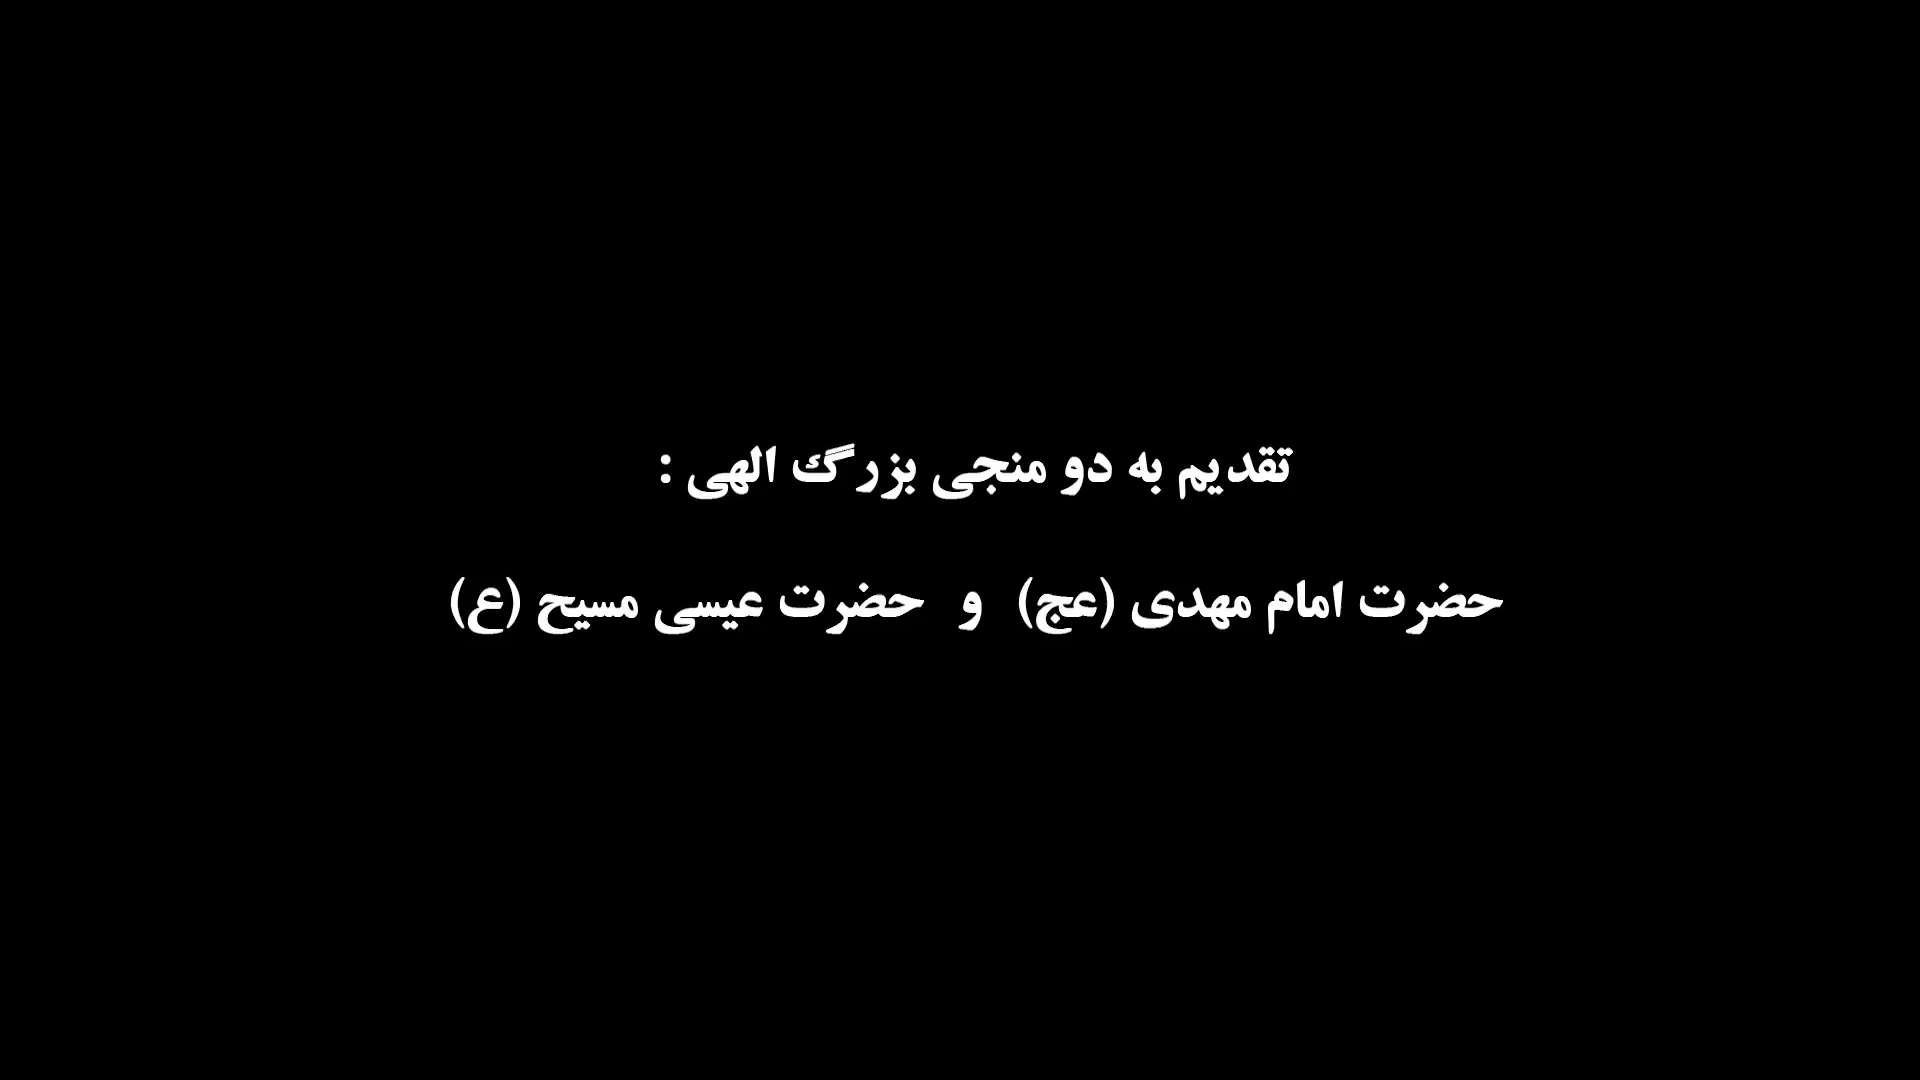 تقدیم به دو منجی بزرگ الهی :
حضرت امام مهدی (عج) و حضرت عیسی مسیح (ع)